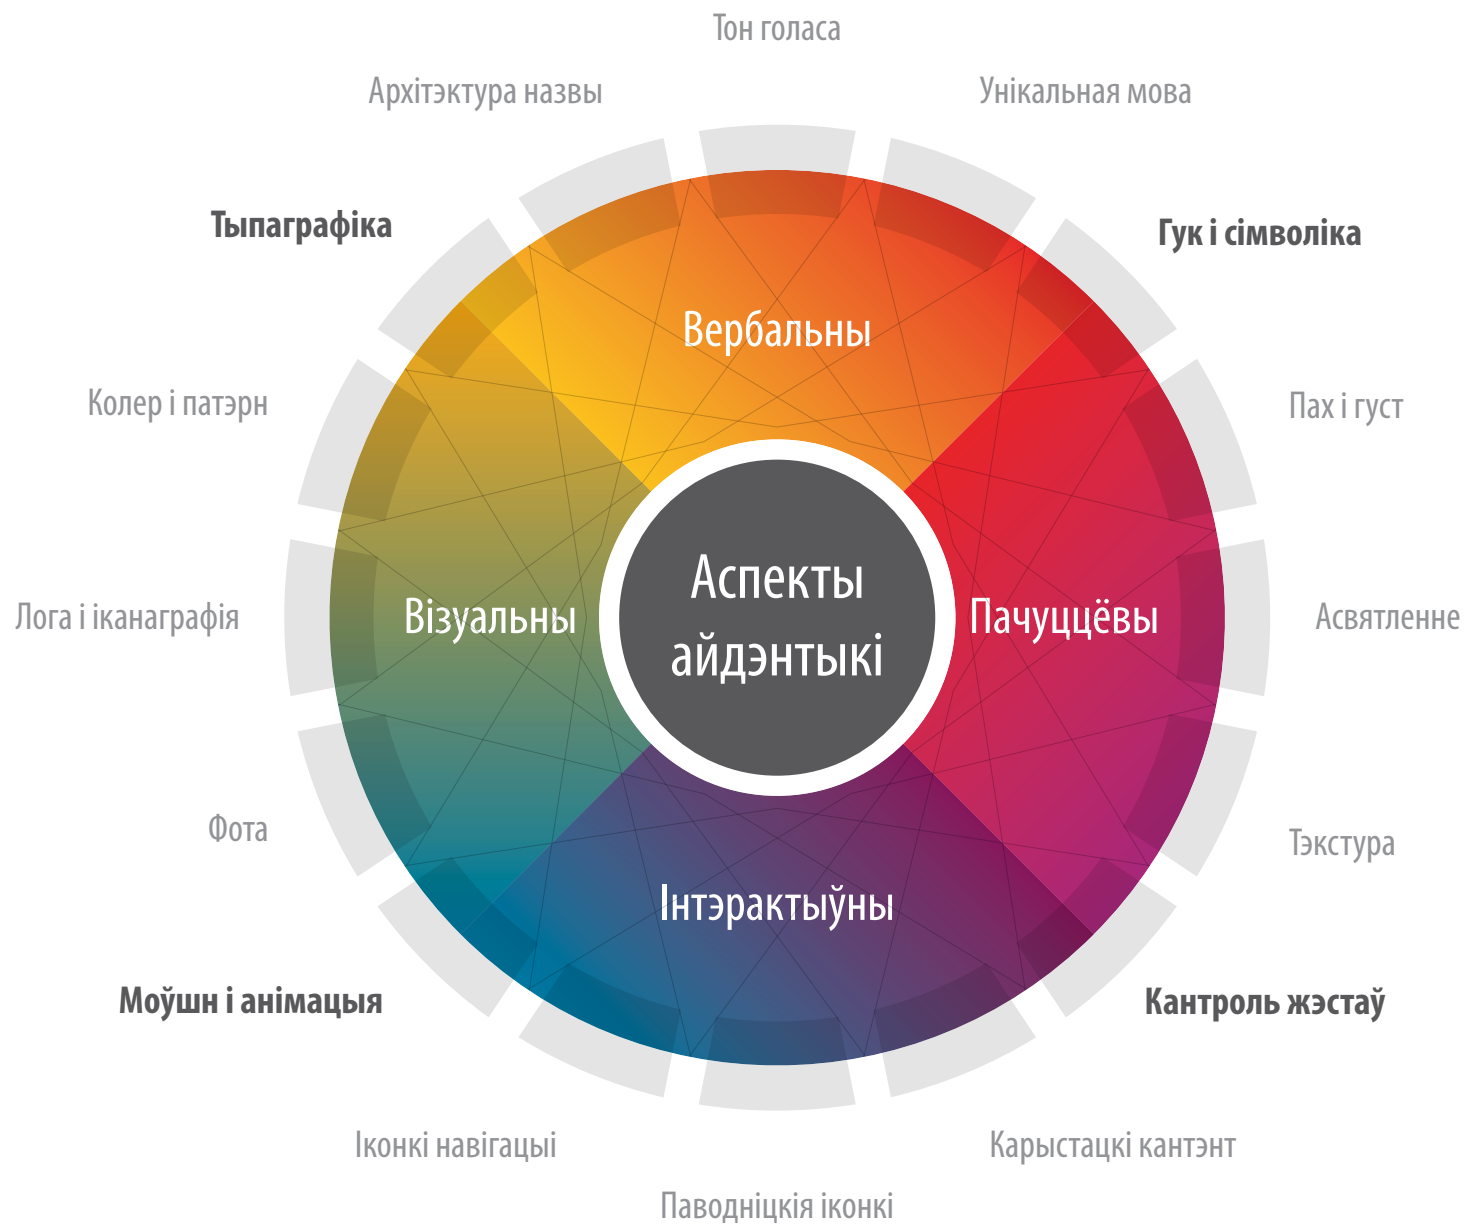 Тон голаса
Архітэктура назвы
Унікальная мова
Тыпаграфіка
Гук і сімволіка
Вербальны
Колер і патэрн
Пах і густ
Аспекты
айдэнтыкі
Лога і іканаграфія
Візуальны
Пачуццёвы
Асвятленне
Фота
Тэкстура
Інтэрактыўны
Моўшн і анімацыя
Кантроль жэстаў
Іконкі навігацыі
Карыстацкі кантэнт
Паводніцкія іконкі